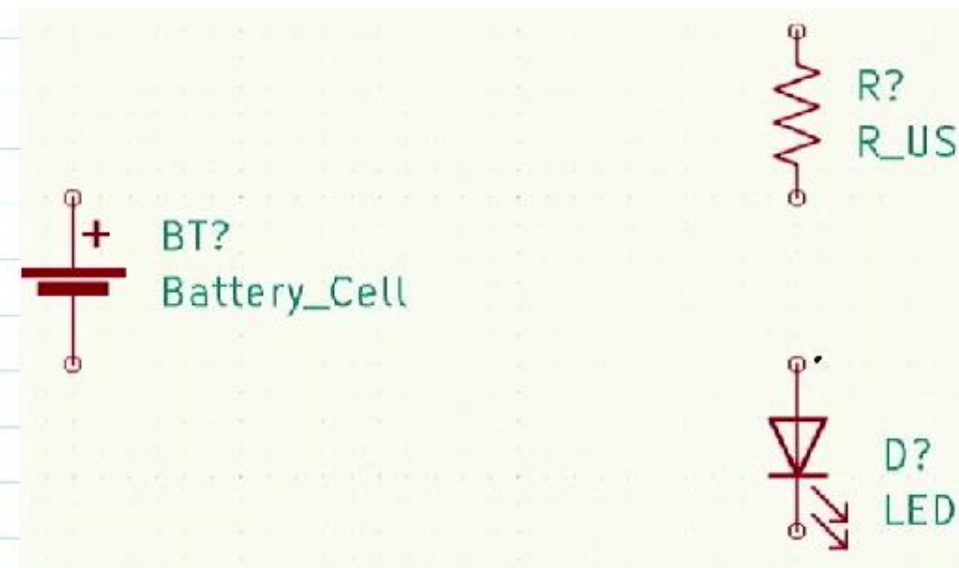 R?
R_US
+
BT?
Battery_Cell
D?
LED